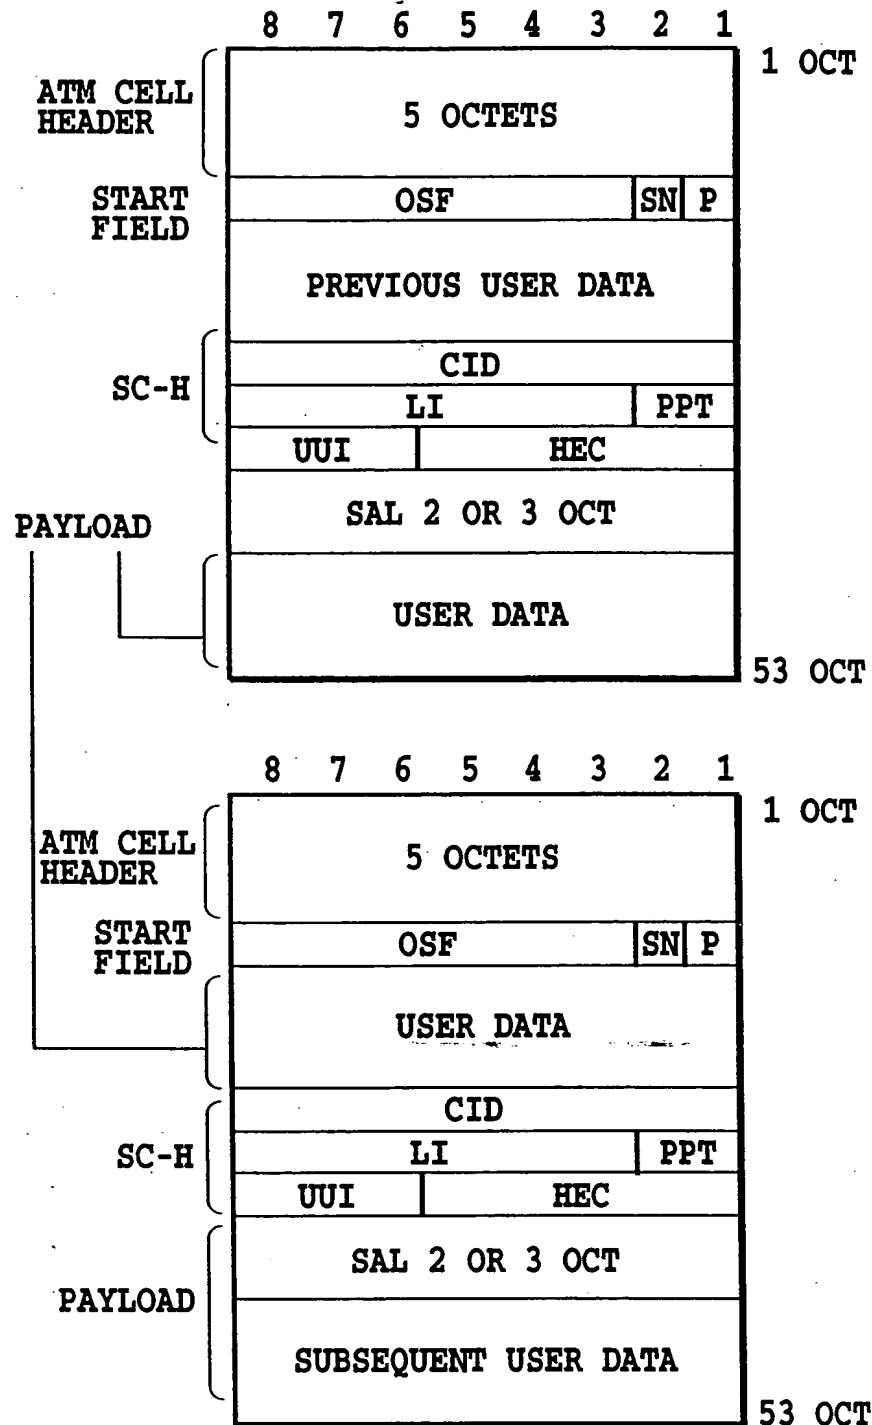 8 7 6 5 4 3 2 1
1 OCT
ATM CELL
HEADER
5 OCTETS
START
FIELD
OSF SN P
PREVIOUS USER DATA
SC-H
CID
LI PPT
UUI HEC
SAL 2 OR 3 OCT
PAYLOAD
USER DATA
53 OCT
8 7 6 5 4 3 2 1
1 OCT
ATM CELL
HEADER
5 OCTETS
START
FIELD
OSF SN P
USER DATA
SC-H
CID
LI PPT
UUI HEC
SAL 2 OR 3 OCT
PAYLOAD
SUBSEQUENT USER DATA
53 OCT